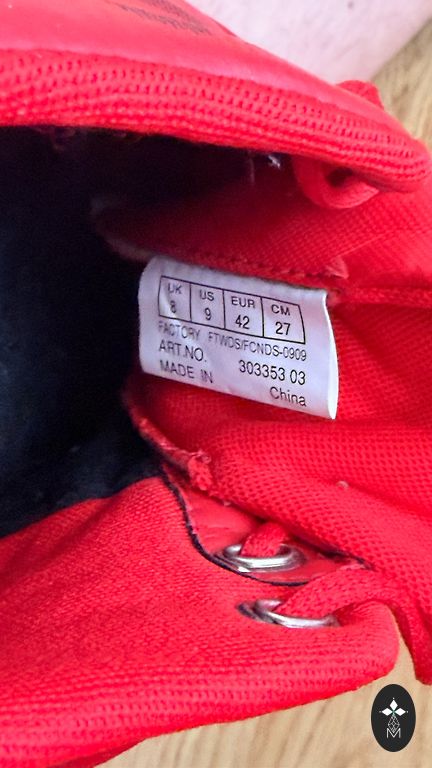 UK US EUR CM
8 9 42 27
FACTORY FTWDS/FCNDS-0909
ART.NO. 303353 03
MADE IN China
M